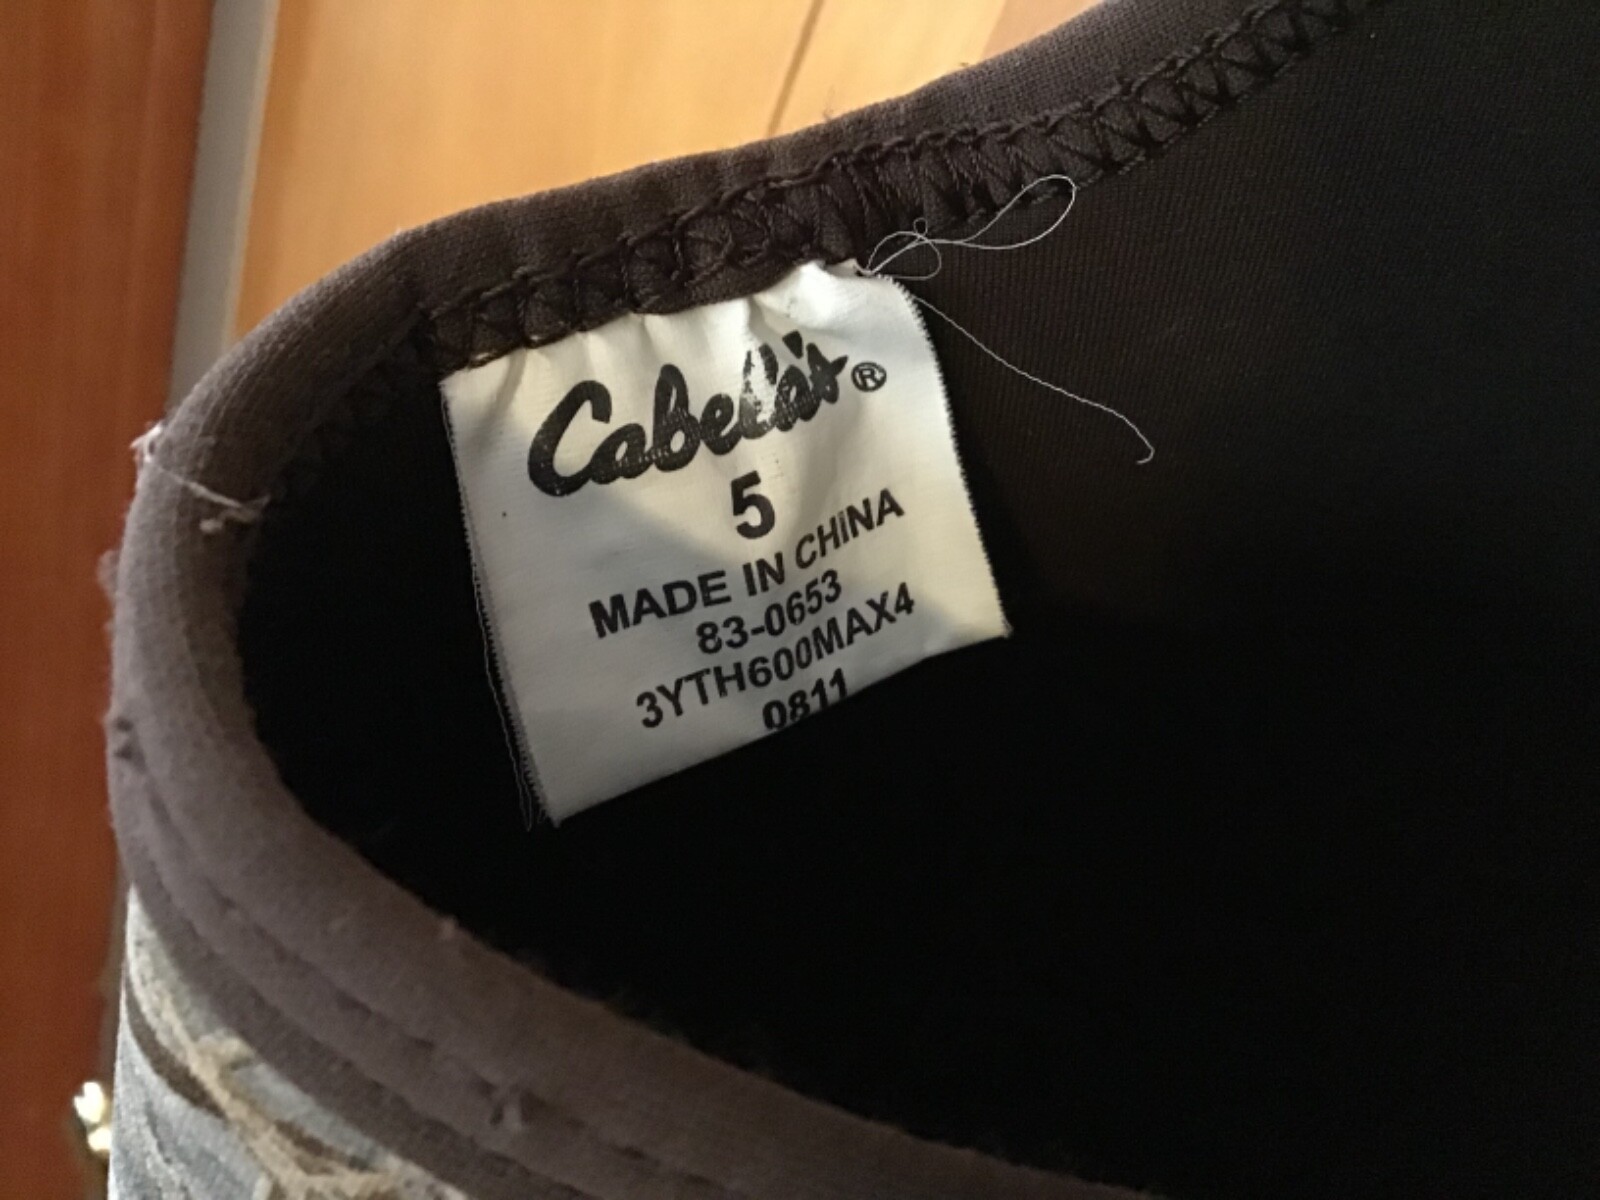 Cabela's®
5
MADE IN CHINA
83-0653
3YTH600MAX4
0811